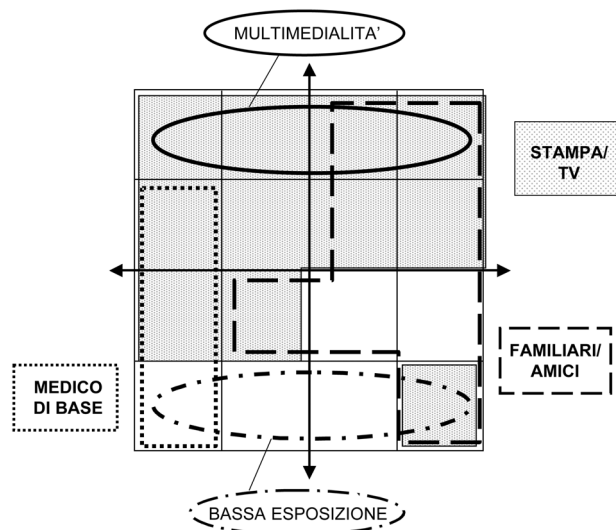 MULTIMEDIALITA’
STAMPA/
TV
FAMILIARI/
AMICI
MEDICO
DI BASE
BASSA ESPOSIZIONE